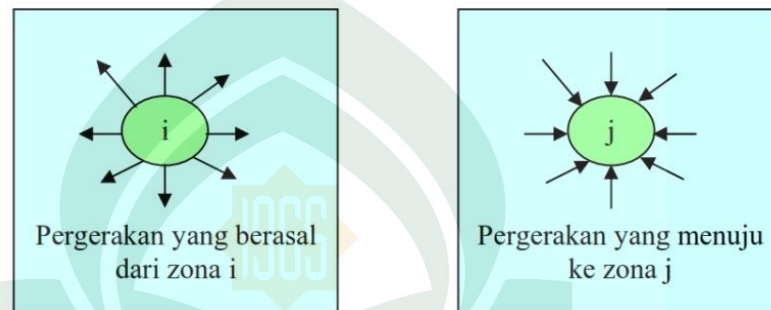 i
Pergerakan yang berasal
dari zona i
j
Pergerakan yang menuju
ke zona j